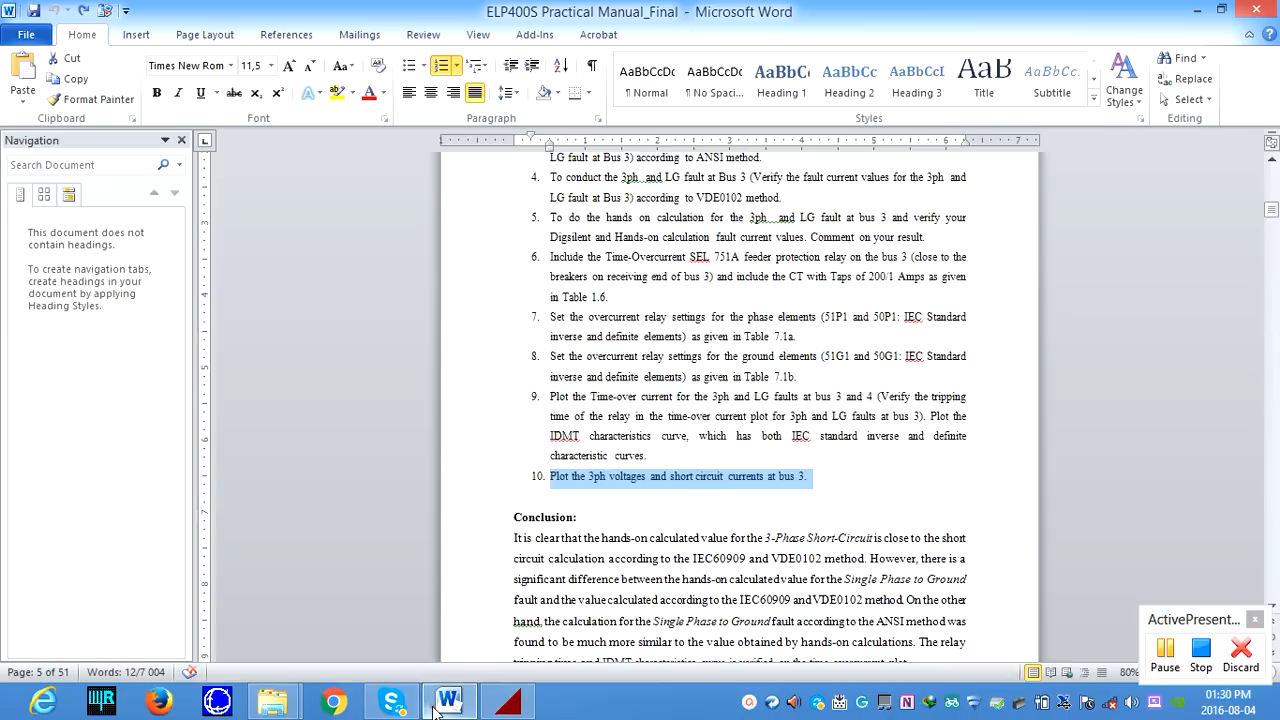 ELP400S Practical Manual_Final - Microsoft Word
File Home Insert Page Layout References Mailings Review View Add-Ins Acrobat
Paste
Cut
Copy
Format Painter
Clipboard
Times New Rom 11,5
Font
Paragraph
AaBbCcDc AaBbCcDc AaBbC AaBbCc AaBbCcI AaB AaBbCcDc
¶ Normal ¶ No Spaci... Heading 1 Heading 2 Heading 3 Title Subtitle
Styles
Change Styles
Find
Replace
Select
Editing
Navigation
Search Document
This document does not
contain headings.
To create navigation tabs,
create headings in your
document by applying
Heading Styles.
LG fault at Bus 3) according to ANSI method.
4. To conduct the 3ph and LG fault at Bus 3 (Verify the fault current values for the 3ph and
LG fault at Bus 3) according to VDE0102 method.
5. To do the hands on calculation for the 3ph and LG fault at bus 3 and verify your
Digsilent and Hands-on calculation fault current values. Comment on your result.
6. Include the Time-Overcurrent SEL 751A feeder protection relay on the bus 3 (close to the
breakers on receiving end of bus 3) and include the CT with Taps of 200/1 Amps as given
in Table 1.6.
7. Set the overcurrent relay settings for the phase elements (51P1 and 50P1: IEC Standard
inverse and definite elements) as given in Table 7.1a.
8. Set the overcurrent relay settings for the ground elements (51G1 and 50G1: IEC Standard
inverse and definite elements) as given in Table 7.1b.
9. Plot the Time-over current for the 3ph and LG faults at bus 3 and 4 (Verify the tripping
time of the relay in the time-over current plot for 3ph and LG faults at bus 3). Plot the
IDMT characteristics curve, which has both IEC standard inverse and definite
characteristic curves.
10. Plot the 3ph voltages and short circuit currents at bus 3.
Conclusion:
It is clear that the hands-on calculated value for the 3-Phase Short-Circuit is close to the short
circuit calculation according to the IEC60909 and VDE0102 method. However, there is a
significant difference between the hands-on calculated value for the Single Phase to Ground
fault and the value calculated according to the IEC60909 and VDE0102 method. On the other
hand, the calculation for the Single Phase to Ground fault according to the ANSI method was
found to be much more similar to the value obtained by hands-on calculations. The relay
tripping time and IDMT characteristics curve is verified on the time-overcurrent plot.
ActivePresent...
Pause Stop Discard
Page: 5 of 51 Words: 12/7 004 80%
01:30 PM
2016-08-04